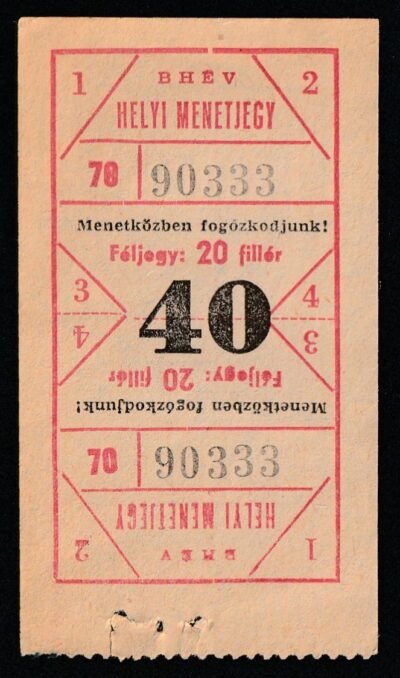 1 BHÉV 2
HELYI MENETJEGY
70 90333
Menetközben fogózkodjunk!
Féljegy: 20 fillér
3 40 4
4 3
Féljegy: 20 fillér
Menetközben fogózkodjunk!
70 90333
HELYI MENETJEGY
2 BHÉV 1